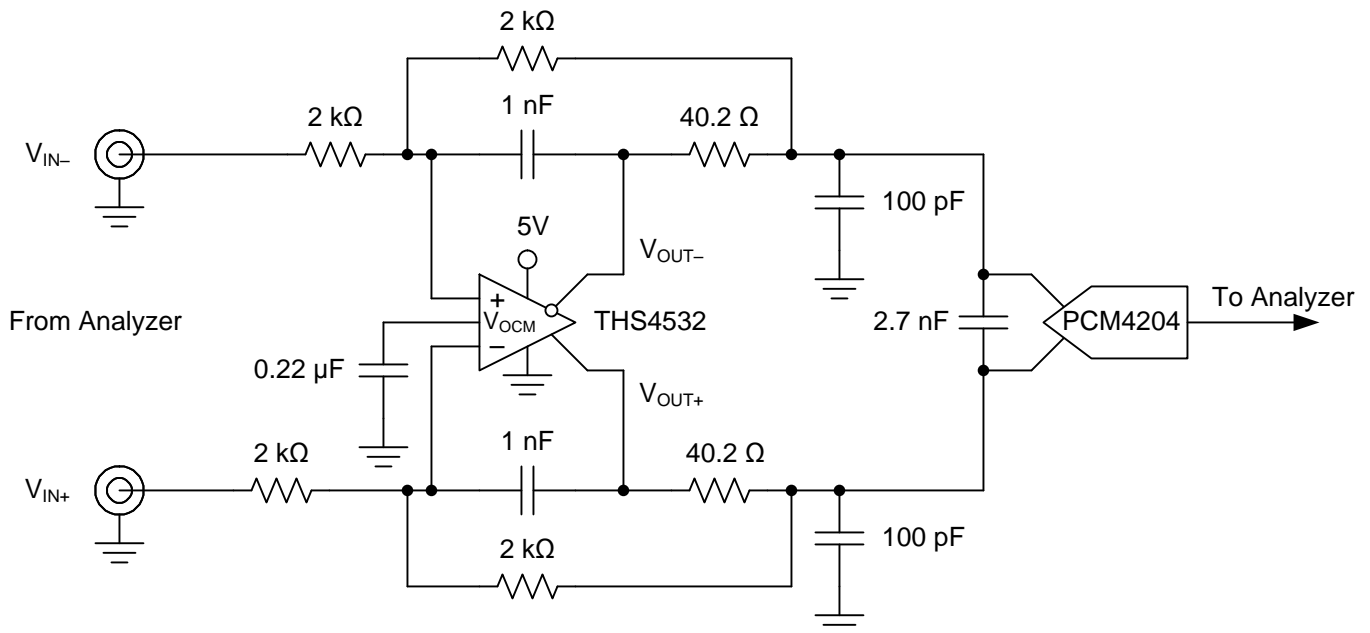 2 kΩ
1 nF
2 kΩ
40.2 Ω
V_IN–
100 pF
5V
V_OUT–
From Analyzer
+
V_OCM
–
THS4532
2.7 nF
PCM4204
To Analyzer
0.22 µF
V_OUT+
1 nF
2 kΩ
40.2 Ω
V_IN+
100 pF
2 kΩ